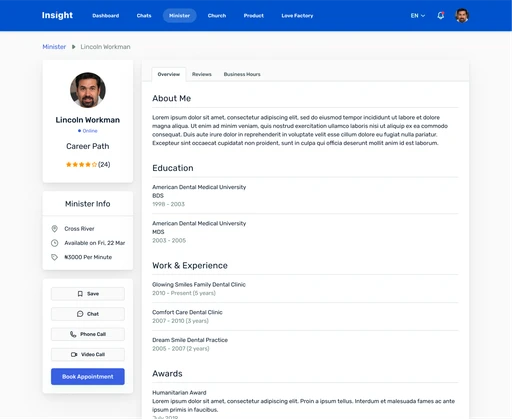 Insight
Dashboard
Chats
Minister
Church
Product
Love Factory
EN
Minister
Lincoln Workman
Lincoln Workman
Online
Career Path
(24)
Minister Info
Cross River
Available on Fri, 22 Mar
₦3000 Per Minute
Save
Chat
Phone Call
Video Call
Book Appointment
Overview
Reviews
Business Hours
About Me
Lorem ipsum dolor sit amet, consectetur adipiscing elit, sed do eiusmod tempor incididunt ut labore et dolore
magna aliqua. Ut enim ad minim veniam, quis nostrud exercitation ullamco laboris nisi ut aliquip ex ea commodo
consequat. Duis aute irure dolor in reprehenderit in voluptate velit esse cillum dolore eu fugiat nulla pariatur.
Excepteur sint occaecat cupidatat non proident, sunt in culpa qui officia deserunt mollit anim id est laborum.
Education
American Dental Medical University
BDS
1998 - 2003
American Dental Medical University
MDS
2003 - 2005
Work & Experience
Glowing Smiles Family Dental Clinic
2010 - Present (5 years)
Comfort Care Dental Clinic
2007 - 2010 (3 years)
Dream Smile Dental Practice
2005 - 2007 (2 years)
Awards
Humanitarian Award
Lorem ipsum dolor sit amet, consectetur adipiscing elit. Proin a ipsum tellus. Interdum et malesuada fames ac ante
ipsum primis in faucibus.
July 2019